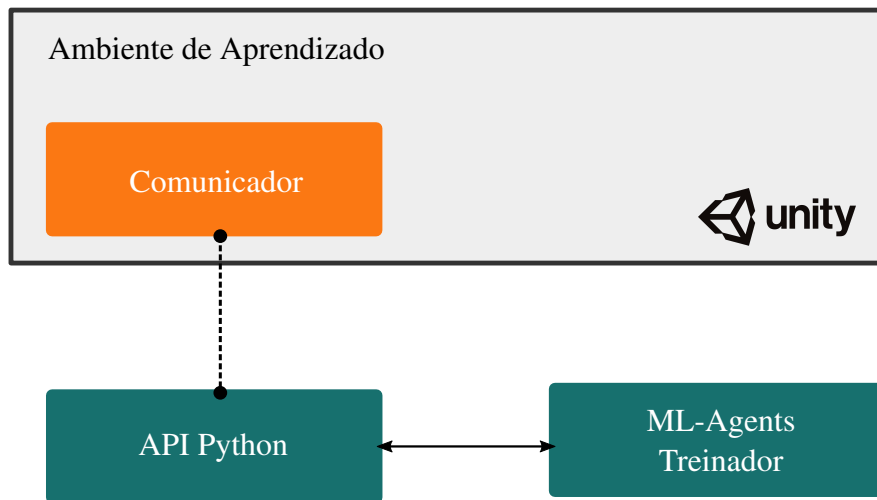 Ambiente de Aprendizado
Comunicador
unity
API Python
ML-Agents
Treinador